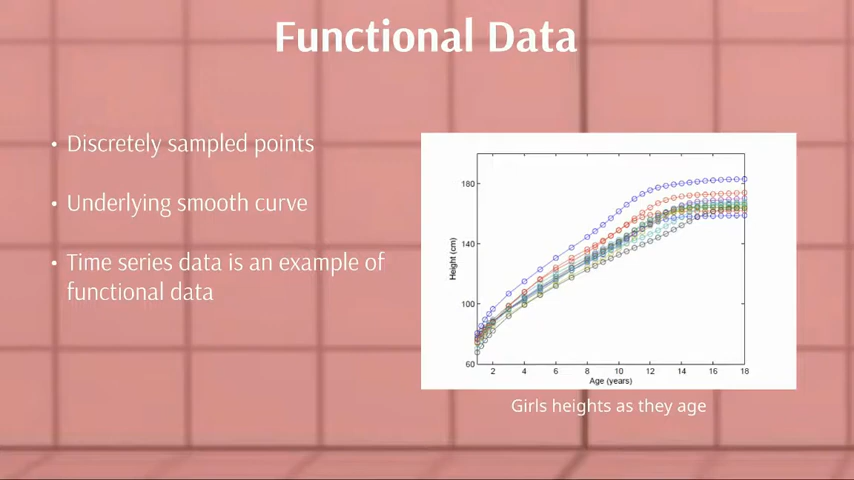 Functional Data
• Discretely sampled points
• Underlying smooth curve
• Time series data is an example of
functional data
180
140
100
60
Height (cm)
2 4 6 8 10 12 14 16 18
Age (years)
Girls heights as they age